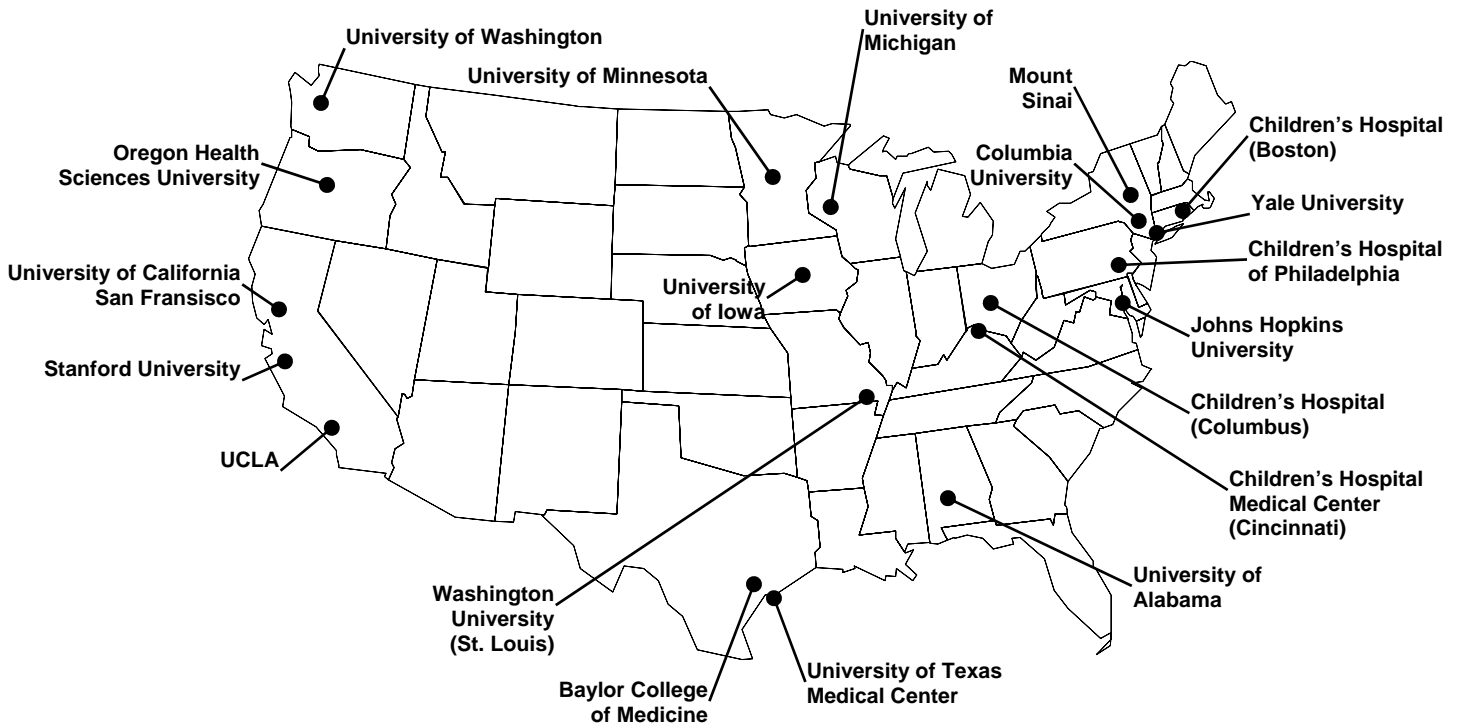 University of Washington
University of
Michigan
University of Minnesota
Mount
Sinai
Children’s Hospital
(Boston)
Oregon Health
Sciences University
Columbia
University
Yale University
Children’s Hospital
of Philadelphia
University of California
San Fransisco
University
of Iowa
Johns Hopkins
University
Stanford University
Children’s Hospital
(Columbus)
UCLA
Children’s Hospital
Medical Center
(Cincinnati)
University of
Alabama
Washington
University
(St. Louis)
University of Texas
Medical Center
Baylor College
of Medicine